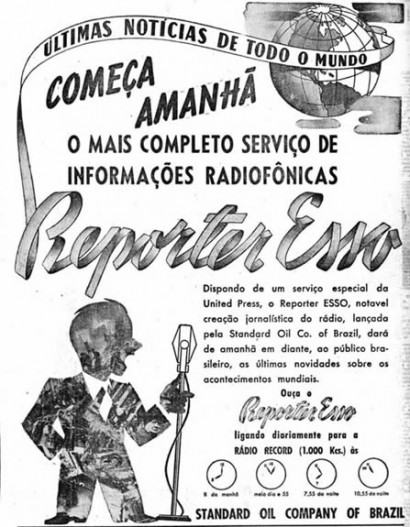 ULTIMAS NOTÍCIAS DE TODO O MUNDO
COMEÇA
AMANHÃ
O MAIS COMPLETO SERVIÇO DE
INFORMAÇÕES RADIOFÔNICAS
Reporter Esso
Dispondo de um serviço especial da
United Press, o Reporter ESSO, notavel
creação jornalística do rádio, lançada
pela Standard Oil Co. of Brazil, dará
de amanhã em diante, ao público bra-
sileiro, as últimas novidades sobre os
acontecimentos mundiais.
Ouça o
Reporter Esso
ligando diariamente para a
RÁDIO RECORD (1.000 Kcs.) às
8 da manhã meio dia e 55 7,55 da noite 10,55 da noite
STANDARD OIL COMPANY OF BRAZIL